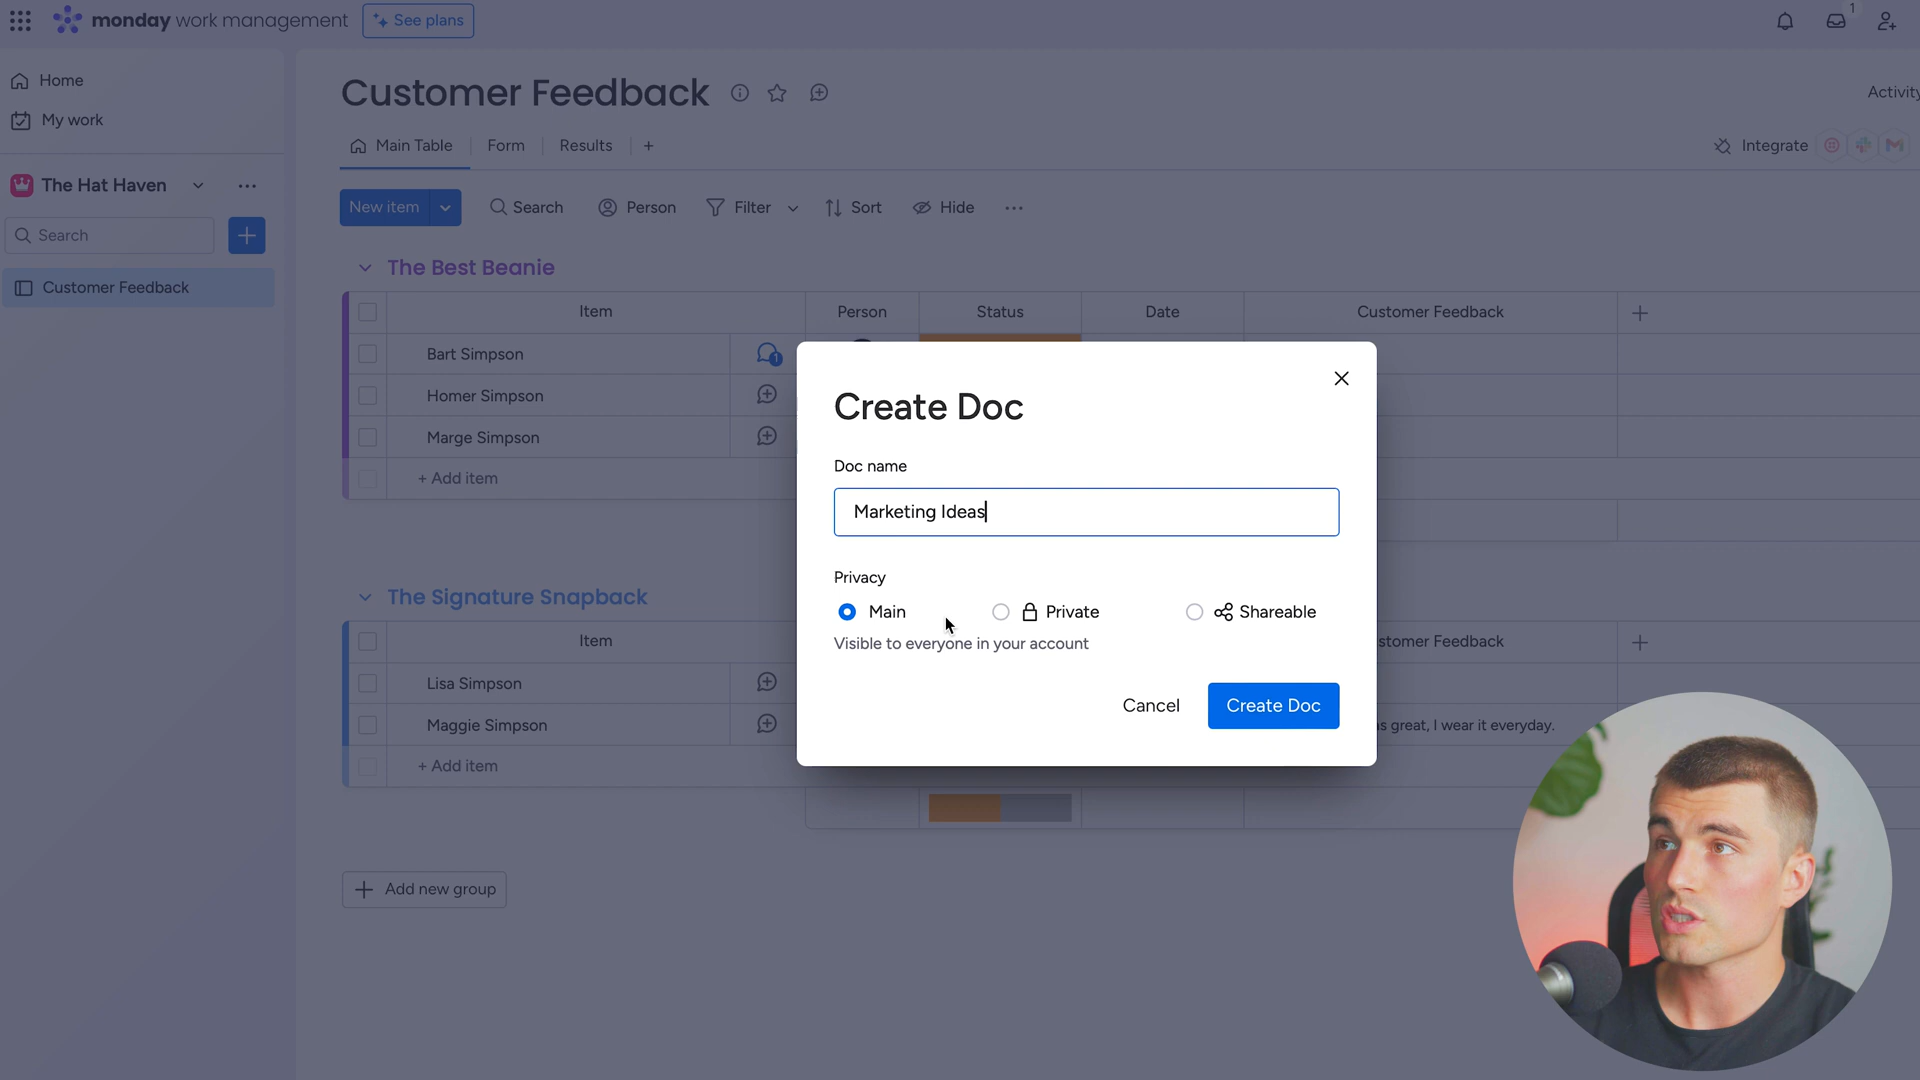 monday work management
See plans
1
Home
My work
The Hat Haven
Search
Customer Feedback
Customer Feedback
Activity
Main Table
Form
Results
Integrate
New item
Search
Person
Filter
Sort
Hide
The Best Beanie
Item
Person
Status
Date
Customer Feedback
Bart Simpson
1
Homer Simpson
Marge Simpson
+ Add item
The Signature Snapback
Item
stomer Feedback
Lisa Simpson
Maggie Simpson
s great, I wear it everyday.
+ Add item
Add new group
Create Doc
Doc name
Marketing Ideas
Privacy
Main
Private
Shareable
Visible to everyone in your account
Cancel
Create Doc